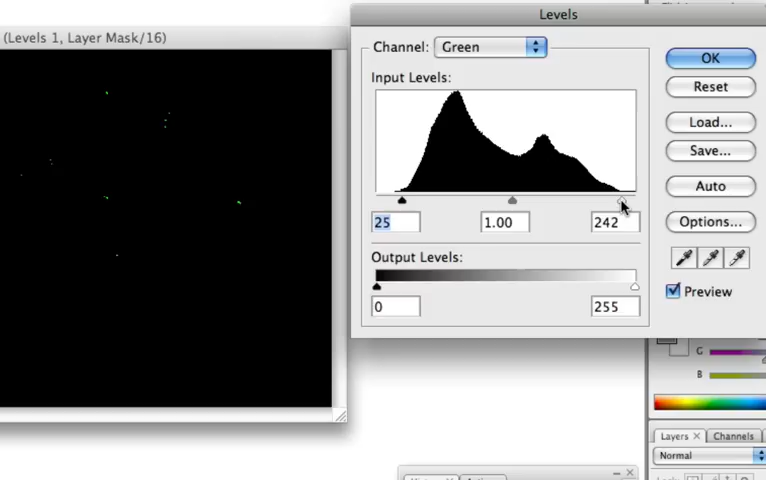 (Levels 1, Layer Mask/16)
Levels
Channel: Green
Input Levels:
25 1.00 242
Output Levels:
0 255
OK
Reset
Load...
Save...
Auto
Options...
Preview
G
B
Layers × Channels
Normal